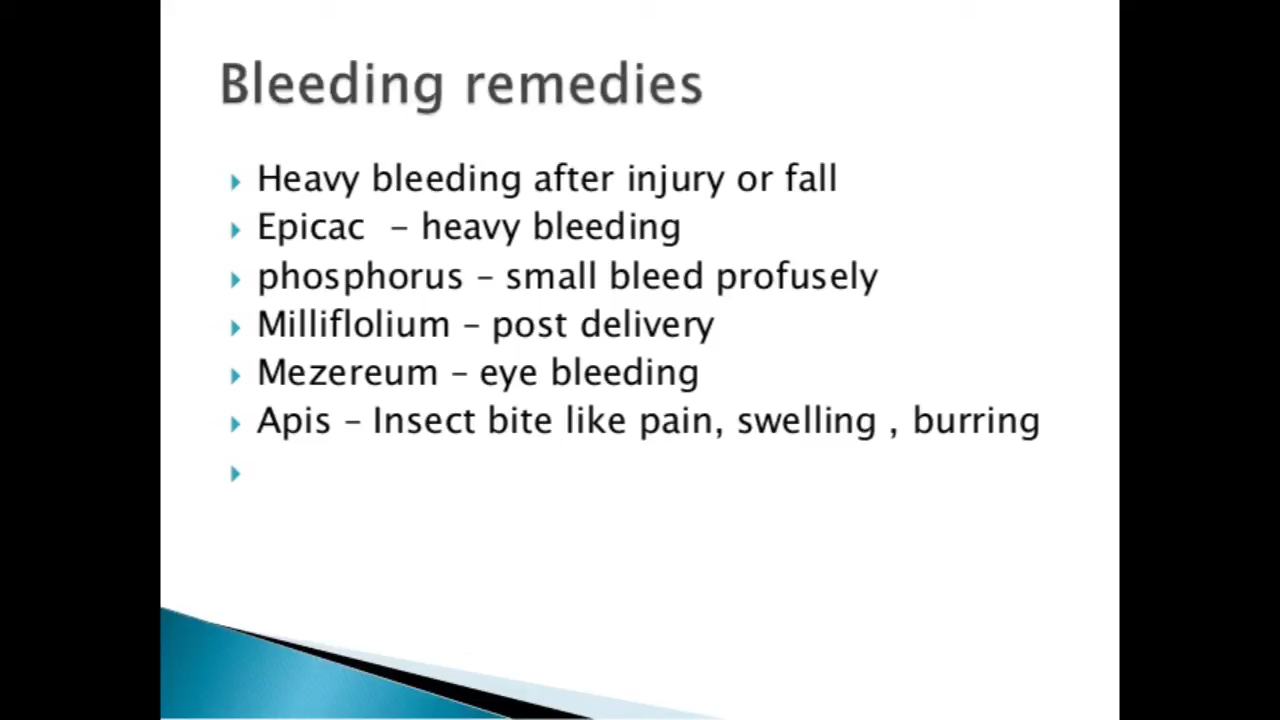 Bleeding remedies
Heavy bleeding after injury or fall
Epicac – heavy bleeding
phosphorus – small bleed profusely
Milliflolium – post delivery
Mezereum – eye bleeding
Apis – Insect bite like pain, swelling , burring